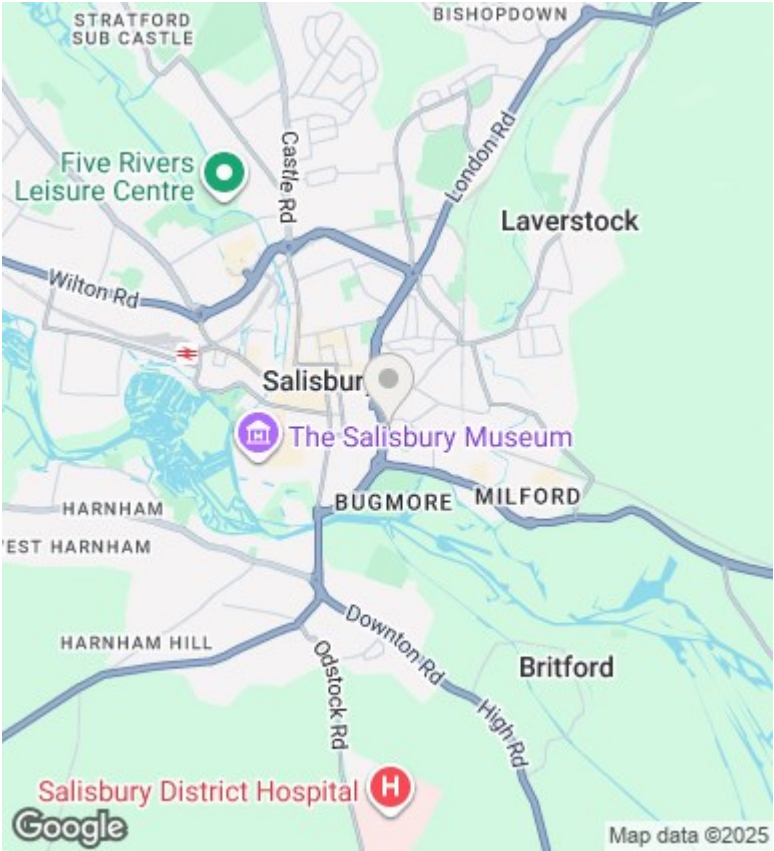 STRATFORD
SUB CASTLE
BISHOPDOWN
Castle Rd
London Rd
Five Rivers
Leisure Centre
Laverstock
Wilton Rd
Salisbur
The Salisbury Museum
BUGMORE
MILFORD
HARNHAM
EST HARNHAM
HARNHAM HILL
Downton Rd
Odstock Rd
Britford
High Rd
Salisbury District Hospital
H
Google
Map data ©2025